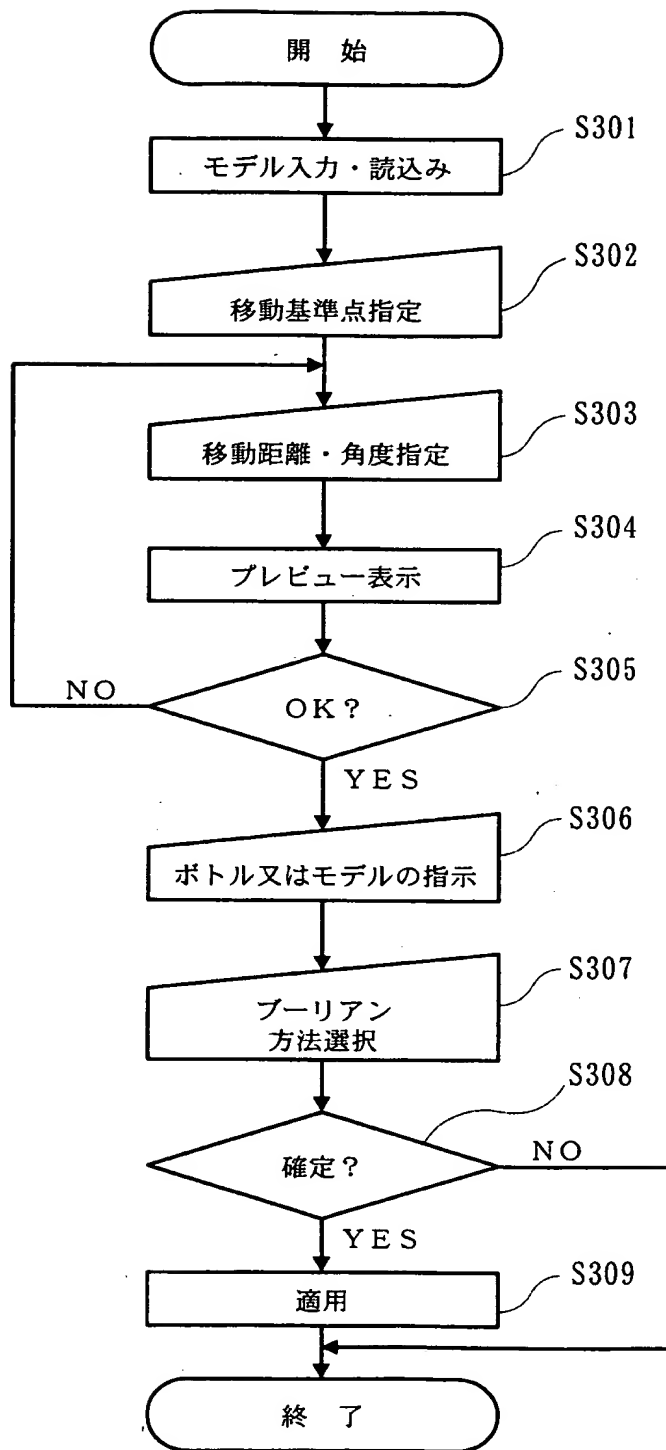 開 始
S301
モデル入力・読込み
S302
移動基準点指定
S303
移動距離・角度指定
S304
プレビュー表示
S305
NO
OK?
YES
S306
ボトル又はモデルの指示
S307
ブーリアン
方法選択
S308
確定?
NO
YES
S309
適用
終 了